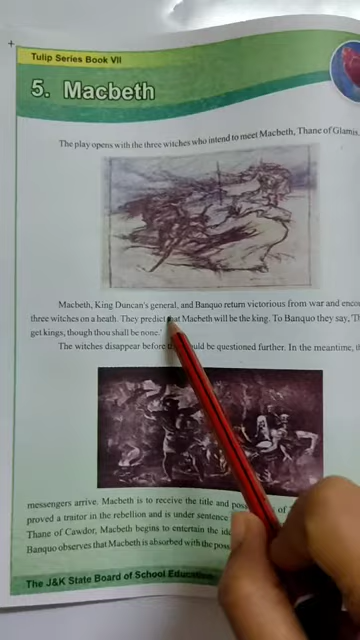 Tulip Series Book VII
5. Macbeth
The play opens with the three witches who intend to meet Macbeth, Thane of Glamis.
Macbeth, King Duncan's general, and Banquo return victorious from war and
three witches on a heath. They predict that Macbeth will be the king. To Banquo they say,
get kings, though thou shall be none.'
The witches disappear before could be questioned further. In the meantime,
messengers arrive. Macbeth is to receive the title and of
proved a traitor in the rebellion and is under sentence
Thane of Cawdor, Macbeth begins to entertain the
Banquo observes that Macbeth is absorbed with the
The J&K State Board of School Education